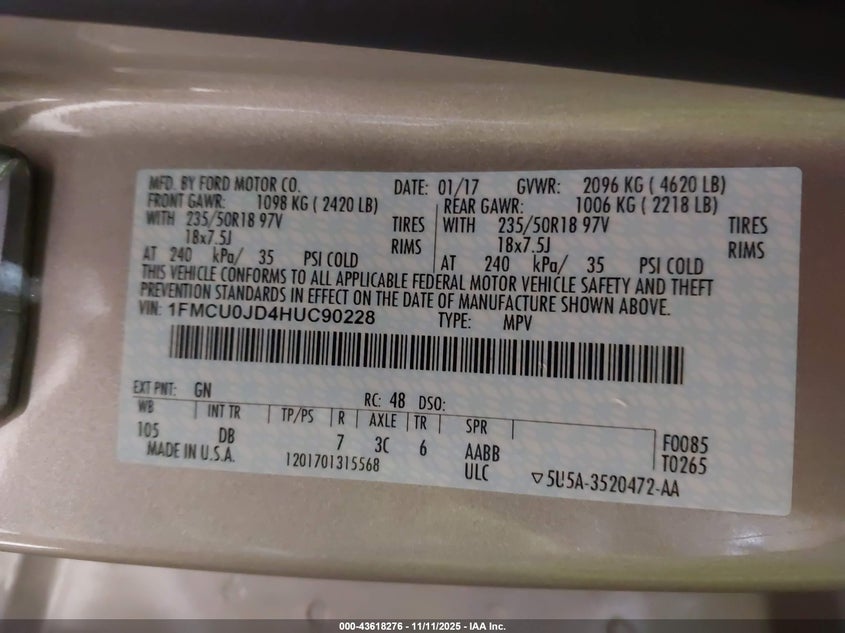 MFD. BY FORD MOTOR CO. DATE: 01/17 GVWR: 2096 KG ( 4620 LB)
FRONT GAWR: 1098 KG ( 2420 LB) REAR GAWR: 1006 KG ( 2218 LB)
WITH 235/50R18 97V TIRES WITH 235/50R18 97V TIRES
18x7.5J RIMS 18x7.5J RIMS
AT 240 kPa/ 35 PSI COLD AT 240 kPa/ 35 PSI COLD
THIS VEHICLE CONFORMS TO ALL APPLICABLE FEDERAL MOTOR VEHICLE SAFETY AND THEFT
PREVENTION STANDARDS IN EFFECT ON THE DATE OF MANUFACTURE SHOWN ABOVE.
VIN: 1FMCU0JD4HUC90228 TYPE: MPV
EXT PNT: GN RC: 48 DSO:
WB INT TR TP/PS R AXLE TR SPR
105 DB 7 3C 6 AABB F0085
MADE IN U.S.A. 1201701315568 ULC T0265
▽5U5A-3520472-AA
000-43618276 - 11/11/2025 - IAA Inc.